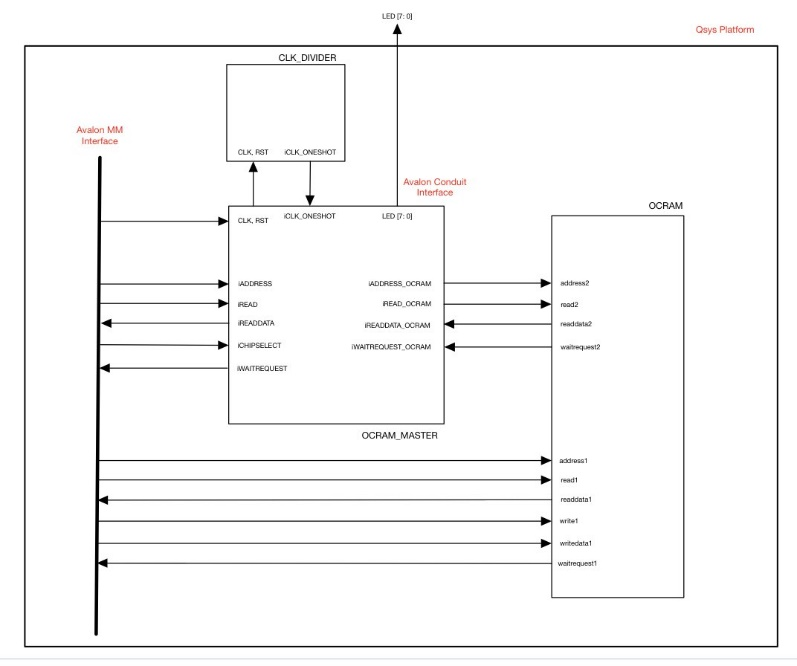 LED [7: 0]
Qsys Platform
CLK_DIVIDER
Avalon MM
Interface
CLK, RST
iCLK_ONESHOT
Avalon Conduit
Interface
OCRAM
CLK, RST
iCLK_ONESHOT
LED [7: 0]
iADDRESS
iADDRESS_OCRAM
address2
iREAD
iREAD_OCRAM
read2
iREADDATA
iREADDATA_OCRAM
readdata2
iCHIPSELECT
iWAITREQUEST_OCRAM
waitrequest2
iWAITREQUEST
OCRAM_MASTER
address1
read1
readdata1
write1
writedata1
waitrequest1